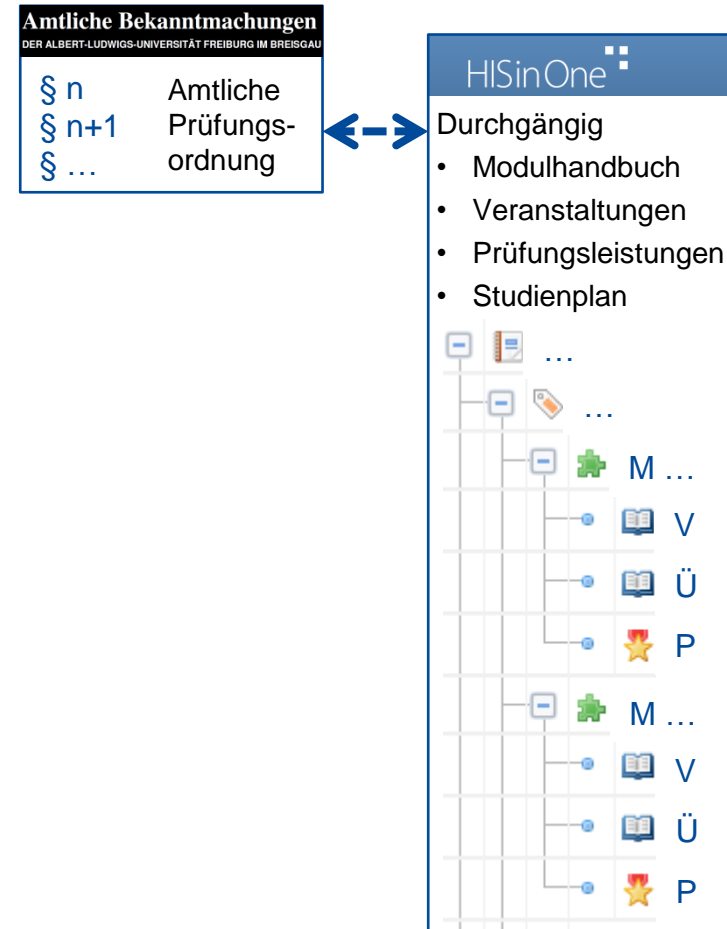 Amtliche Bekanntmachungen
DER ALBERT-LUDWIGS-UNIVERSITÄT FREIBURG IM BREISGAU
§ n
§ n+1
§ …
Amtliche
Prüfungs-
ordnung
HISinOne
Durchgängig
• Modulhandbuch
• Veranstaltungen
• Prüfungsleistungen
• Studienplan
…
…
M …
V
Ü
P
M …
V
Ü
P